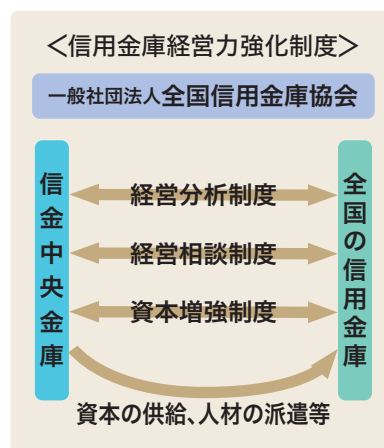 ＜信用金庫経営力強化制度＞
一般社団法人全国信用金庫協会
信金中央金庫
経営分析制度
経営相談制度
資本増強制度
全国の信用金庫
資本の供給、人材の派遣等